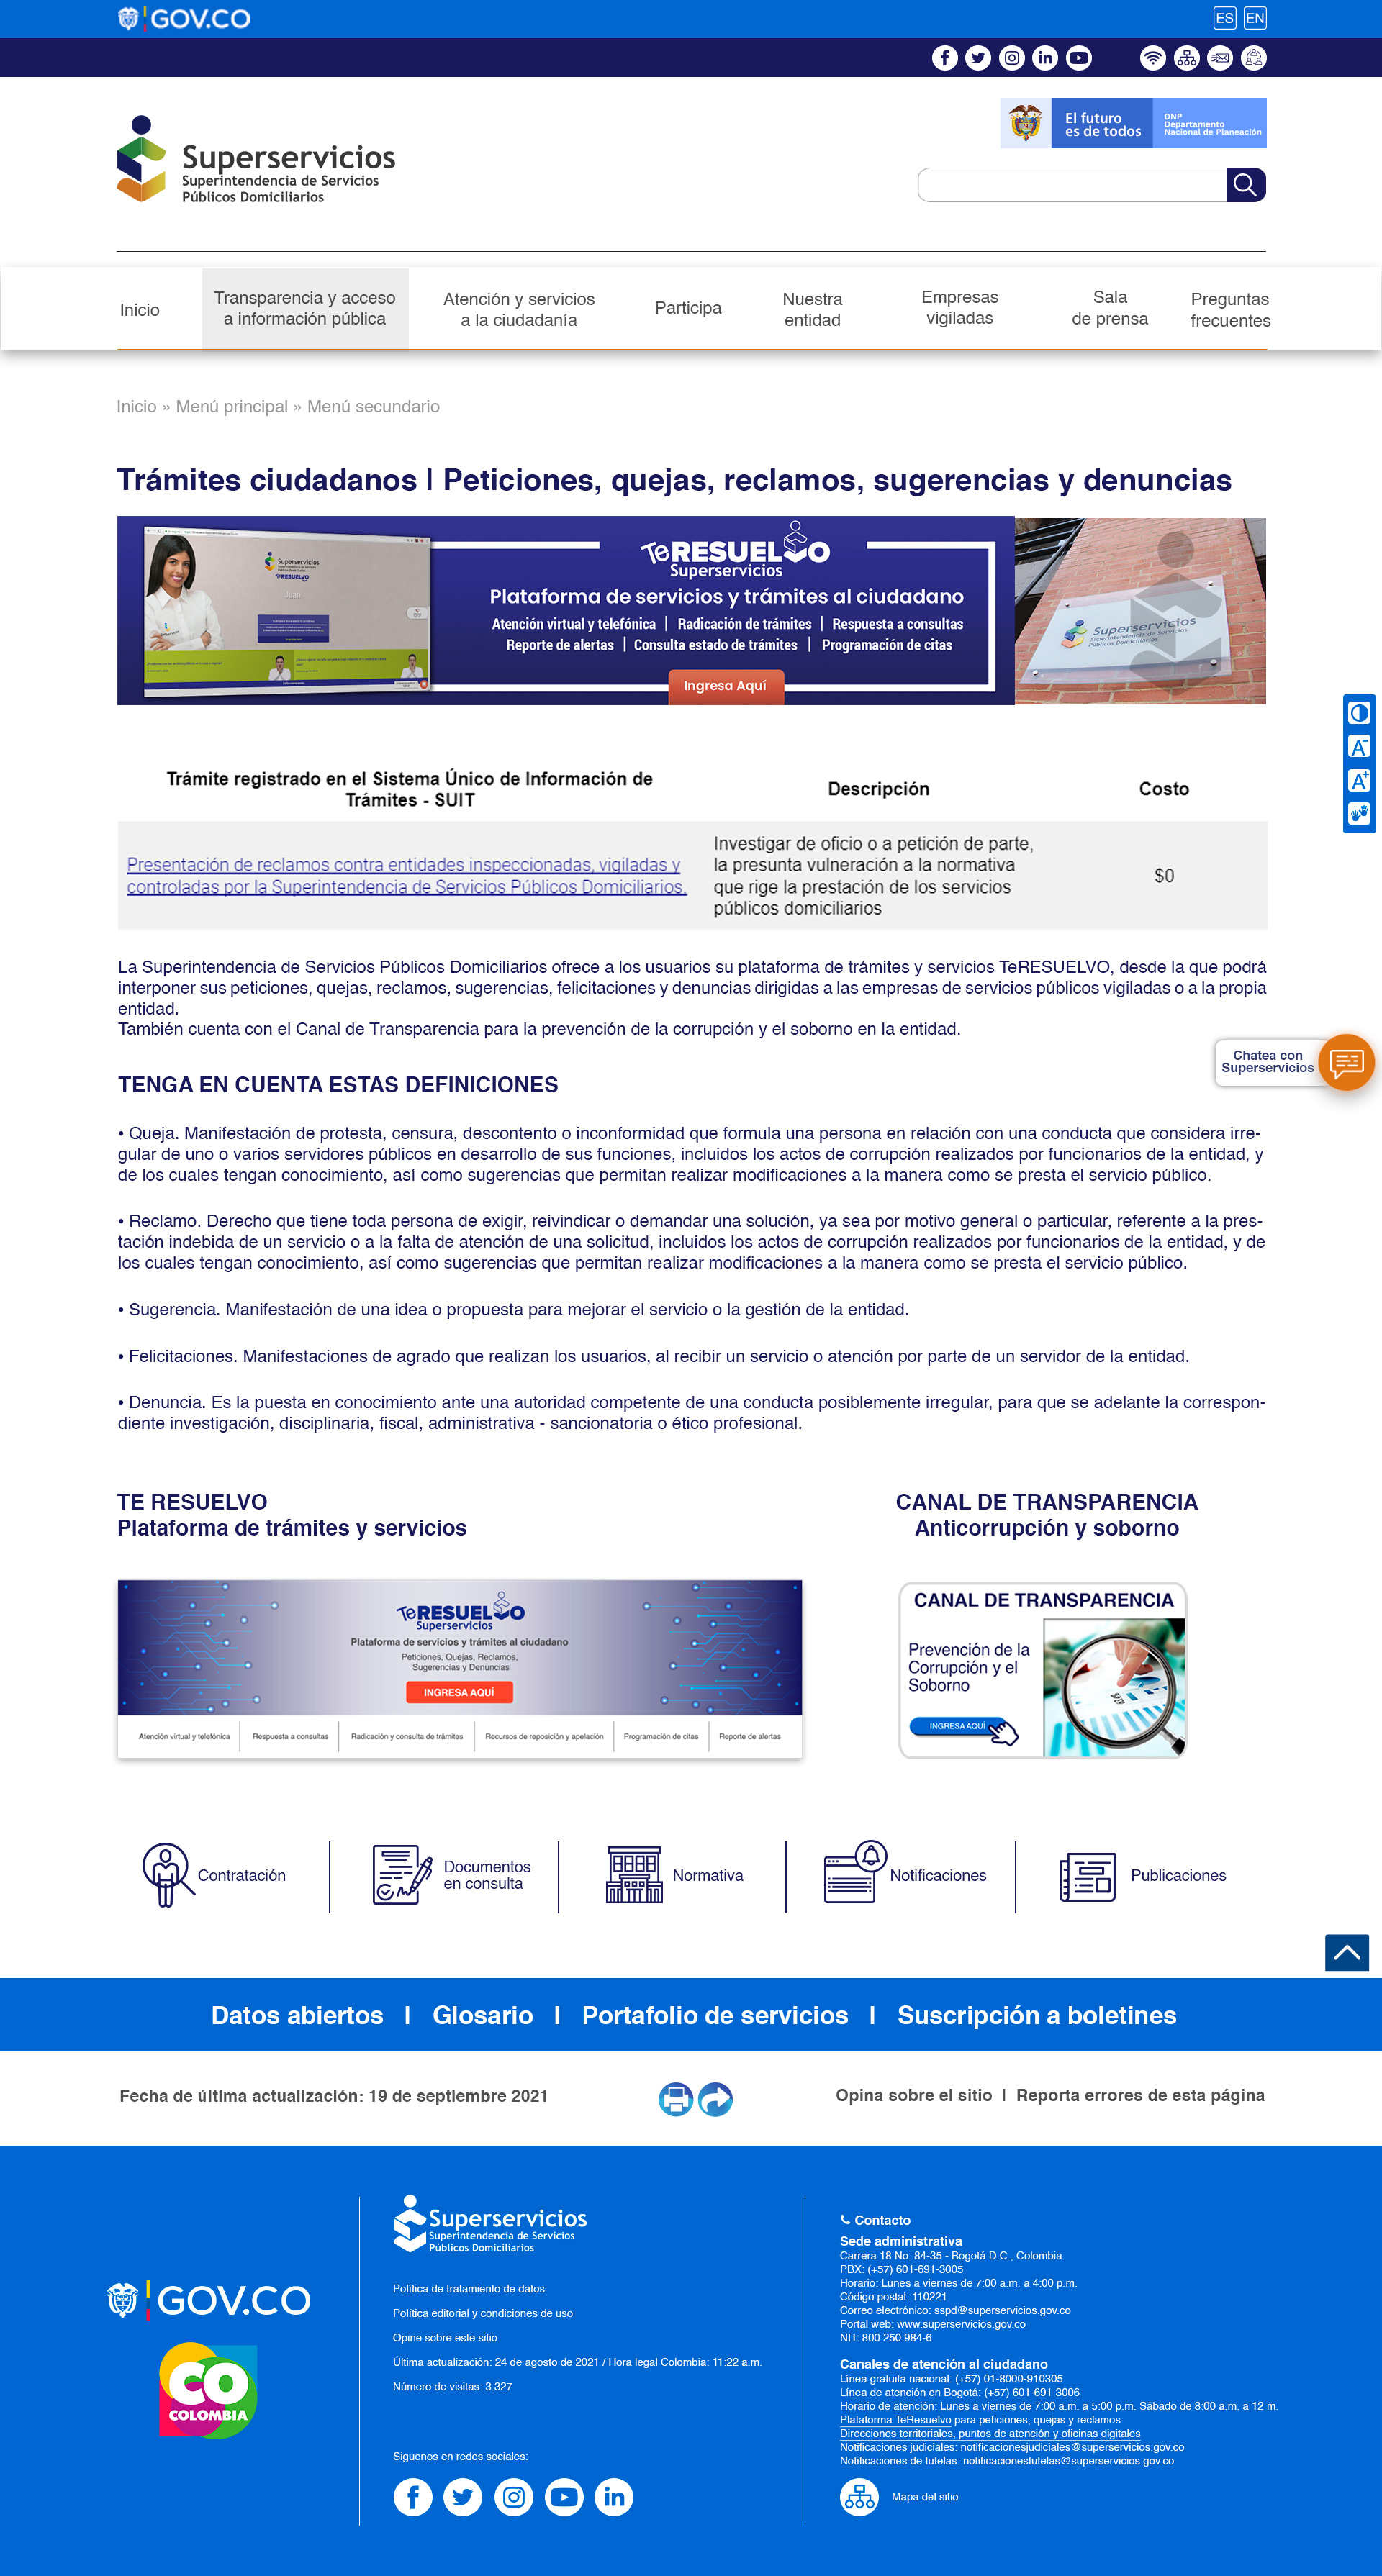 GOV.CO
ES EN
El futuro
es de todos
DNP
Departamento
Nacional de Planeación
Superservicios
Superintendencia de Servicios
Públicos Domiciliarios
Inicio
Transparencia y acceso
a información pública
Atención y servicios
a la ciudadanía
Participa
Nuestra
entidad
Empresas
vigiladas
Sala
de prensa
Preguntas
frecuentes
Inicio » Menú principal » Menú secundario
Trámites ciudadanos | Peticiones, quejas, reclamos, sugerencias y denuncias
Superservicios
TeRESUELVO
TeRESUELVO
Superservicios
Plataforma de servicios y trámites al ciudadano
Atención virtual y telefónica | Radicación de trámites | Respuesta a consultas
Reporte de alertas | Consulta estado de trámites | Programación de citas
Ingresa Aquí
Superservicios
Superintendencia de Servicios
Públicos Domiciliarios
A-
A+
Trámite registrado en el Sistema Único de Información de
Trámites - SUIT
Descripción
Costo
Presentación de reclamos contra entidades inspeccionadas, vigiladas y
controladas por la Superintendencia de Servicios Públicos Domiciliarios.
Investigar de oficio o a petición de parte,
la presunta vulneración a la normativa
que rige la prestación de los servicios
públicos domiciliarios
$0
La Superintendencia de Servicios Públicos Domiciliarios ofrece a los usuarios su plataforma de trámites y servicios TeRESUELVO, desde la que podrá
interponer sus peticiones, quejas, reclamos, sugerencias, felicitaciones y denuncias dirigidas a las empresas de servicios públicos vigiladas o a la propia
entidad.
También cuenta con el Canal de Transparencia para la prevención de la corrupción y el soborno en la entidad.
Chatea con
Superservicios
TENGA EN CUENTA ESTAS DEFINICIONES
• Queja. Manifestación de protesta, censura, descontento o inconformidad que formula una persona en relación con una conducta que considera irre-
gular de uno o varios servidores públicos en desarrollo de sus funciones, incluidos los actos de corrupción realizados por funcionarios de la entidad, y
de los cuales tengan conocimiento, así como sugerencias que permitan realizar modificaciones a la manera como se presta el servicio público.
• Reclamo. Derecho que tiene toda persona de exigir, reivindicar o demandar una solución, ya sea por motivo general o particular, referente a la pres-
tación indebida de un servicio o a la falta de atención de una solicitud, incluidos los actos de corrupción realizados por funcionarios de la entidad, y de
los cuales tengan conocimiento, así como sugerencias que permitan realizar modificaciones a la manera como se presta el servicio público.
• Sugerencia. Manifestación de una idea o propuesta para mejorar el servicio o la gestión de la entidad.
• Felicitaciones. Manifestaciones de agrado que realizan los usuarios, al recibir un servicio o atención por parte de un servidor de la entidad.
• Denuncia. Es la puesta en conocimiento ante una autoridad competente de una conducta posiblemente irregular, para que se adelante la correspon-
diente investigación, disciplinaria, fiscal, administrativa - sancionatoria o ético profesional.
TE RESUELVO
Plataforma de trámites y servicios
CANAL DE TRANSPARENCIA
Anticorrupción y soborno
TeRESUELVO
Superservicios
Plataforma de servicios y trámites al ciudadano
Peticiones, Quejas, Reclamos,
Sugerencias y Denuncias
INGRESA AQUÍ
Atención virtual y telefónica | Respuesta a consultas | Radicación y consulta de trámites | Recursos de reposición y apelación | Programación de citas | Reporte de alertas
CANAL DE TRANSPARENCIA
Prevención de la
Corrupción y el
Soborno
INGRESA AQUÍ
Contratación
Documentos
en consulta
Normativa
Notificaciones
Publicaciones
Datos abiertos | Glosario | Portafolio de servicios | Suscripción a boletines
Fecha de última actualización: 19 de septiembre 2021
Opina sobre el sitio | Reporta errores de esta página
GOV.CO
CO
COLOMBIA
Superservicios
Superintendencia de Servicios
Públicos Domiciliarios
Política de tratamiento de datos
Política editorial y condiciones de uso
Opine sobre este sitio
Última actualización: 24 de agosto de 2021 / Hora legal Colombia: 11:22 a.m.
Número de visitas: 3.327
Siguenos en redes sociales:
Contacto
Sede administrativa
Carrera 18 No. 84-35 - Bogotá D.C., Colombia
PBX: (+57) 601-691-3005
Horario: Lunes a viernes de 7:00 a.m. a 4:00 p.m.
Código postal: 110221
Correo electrónico: sspd@superservicios.gov.co
Portal web: www.superservicios.gov.co
NIT: 800.250.984-6
Canales de atención al ciudadano
Línea gratuita nacional: (+57) 01-8000-910305
Línea de atención en Bogotá: (+57) 601-691-3006
Horario de atención: Lunes a viernes de 7:00 a.m. a 5:00 p.m. Sábado de 8:00 a.m. a 12 m.
Plataforma TeResuelvo para peticiones, quejas y reclamos
Direcciones territoriales, puntos de atención y oficinas digitales
Notificaciones judiciales: notificacionesjudiciales@superservicios.gov.co
Notificaciones de tutelas: notificacionestutelas@superservicios.gov.co
Mapa del sitio